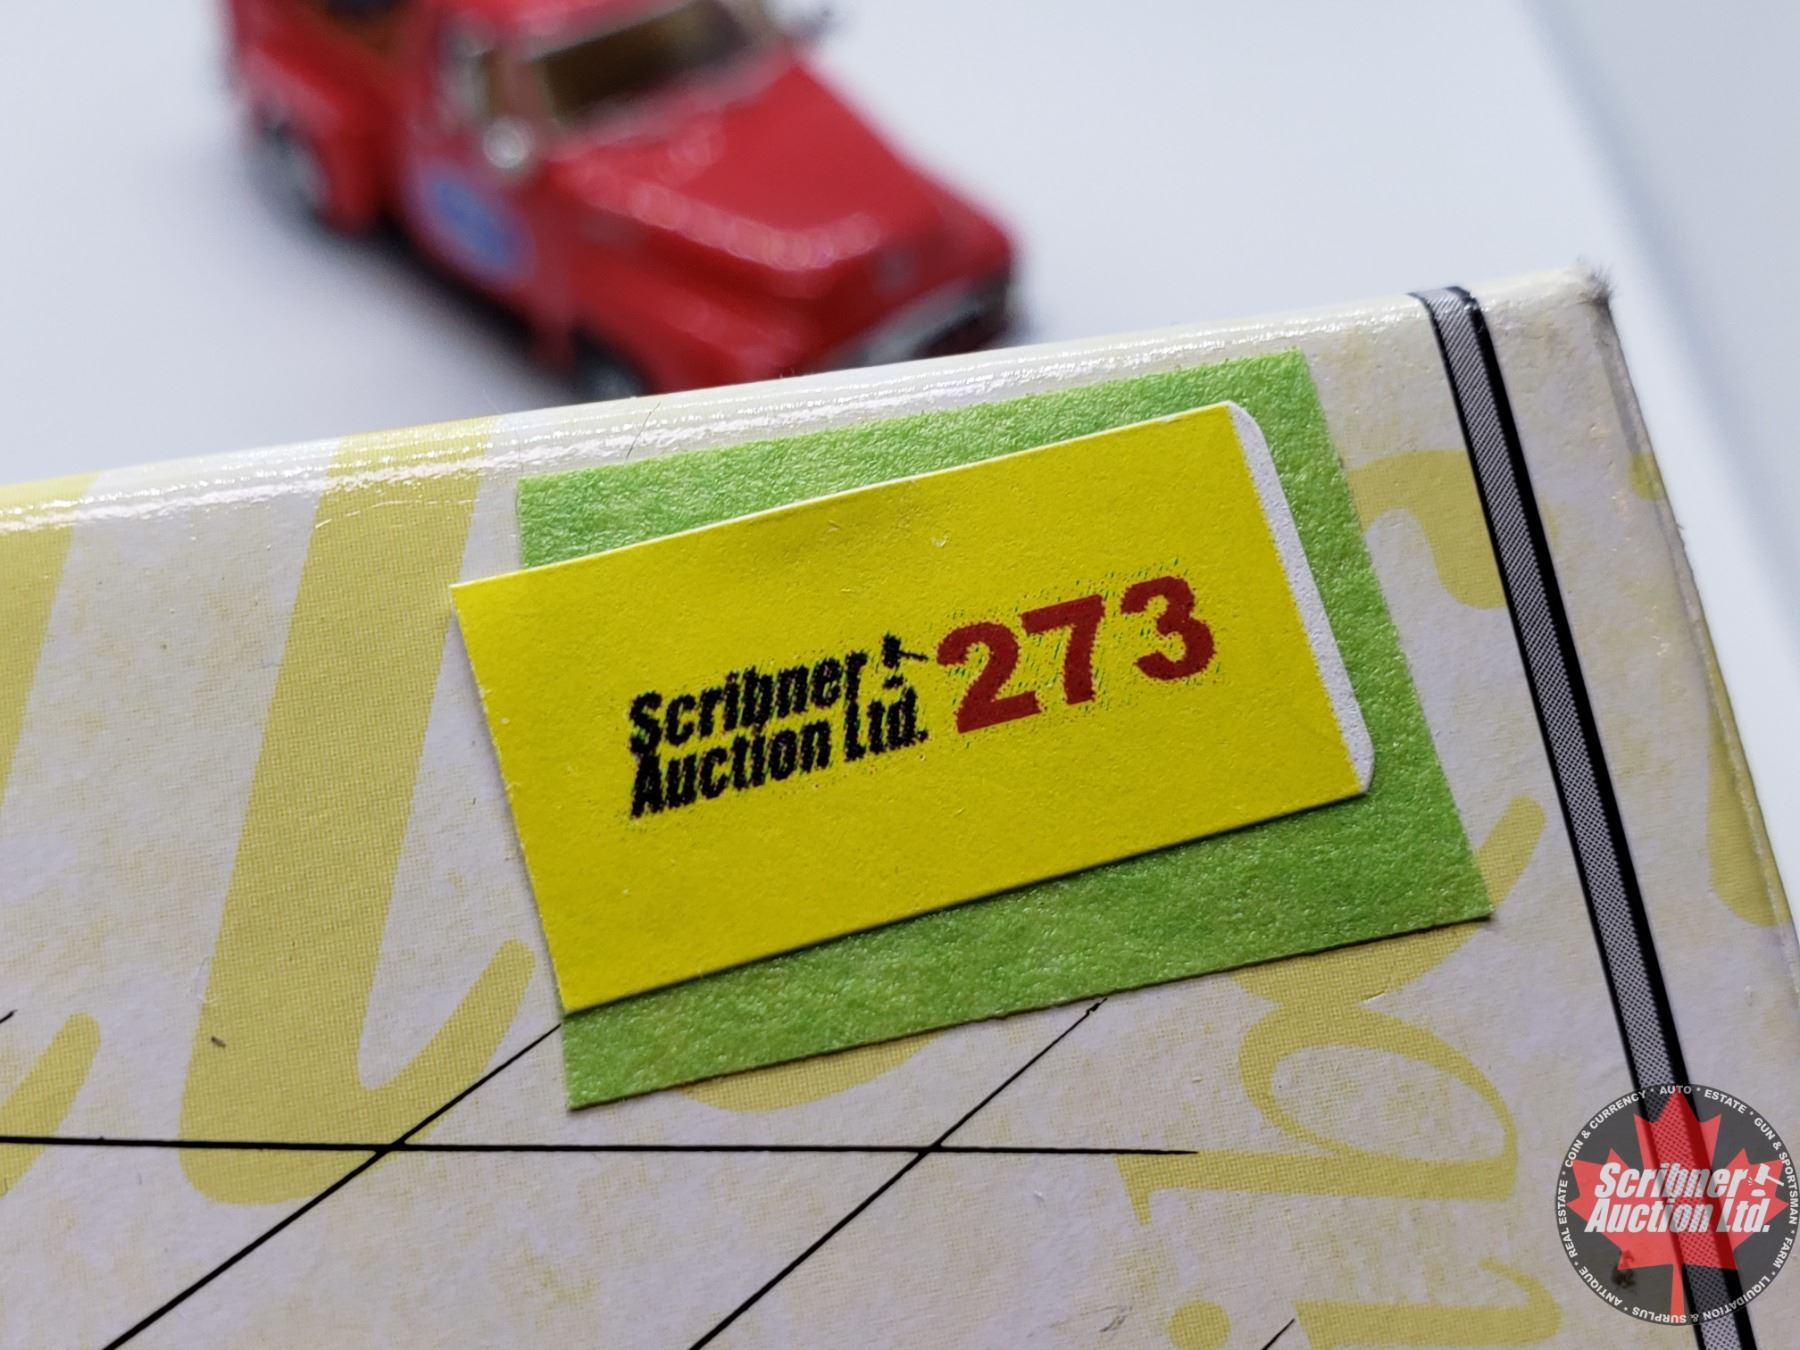 Scribner
Auction Ltd.
273
COIN & CURRENCY • AUTO • ESTATE • GUN & SPORTSMAN • FARM • LIQUIDATION & SURPLUS • ANTIQUE • REAL ESTATE •
Scribner
Auction Ltd.